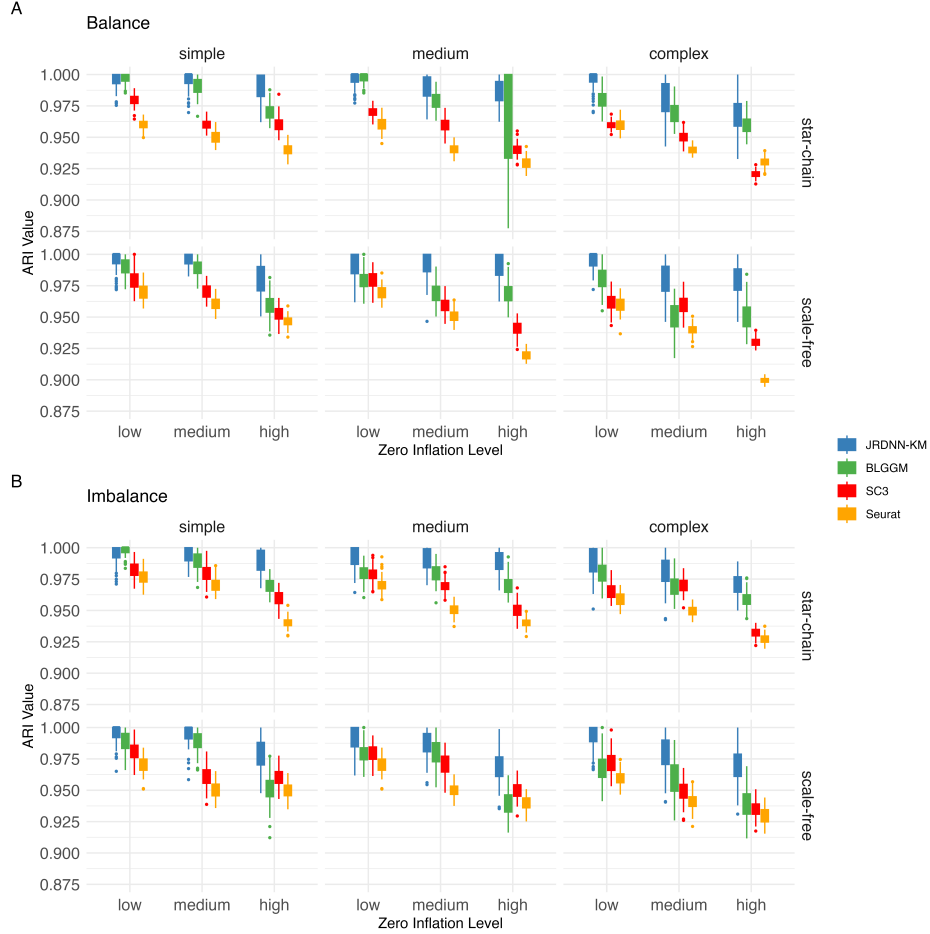 A
Balance
simple medium complex
1.000
0.975
0.950
0.925
0.900
0.875
star-chain
ARI Value
1.000
0.975
0.950
0.925
0.900
0.875
scale-free
low medium high low medium high low medium high
Zero Inflation Level
JRDNN-KM
BLGGM
SC3
Seurat
B
Imbalance
simple medium complex
1.000
0.975
0.950
0.925
0.900
0.875
star-chain
ARI Value
1.000
0.975
0.950
0.925
0.900
0.875
scale-free
low medium high low medium high low medium high
Zero Inflation Level